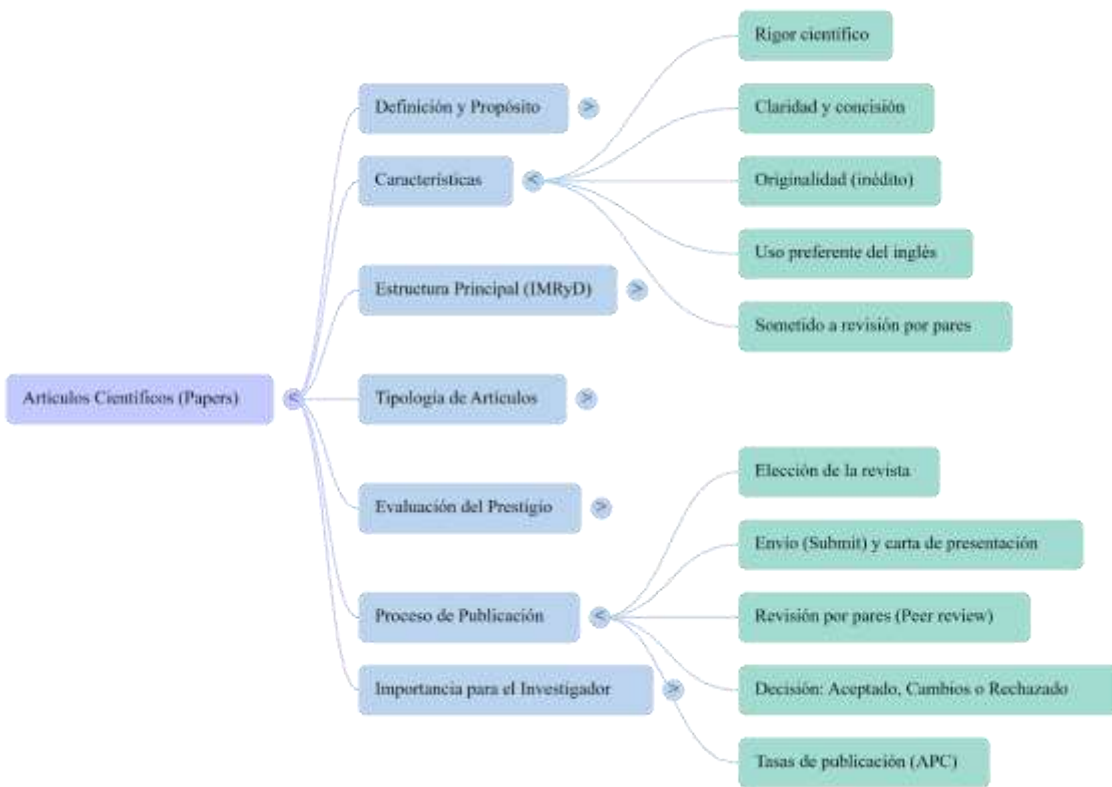 Artículos Científicos (Papers)
<
Definición y Propósito
>
Características
<
Rigor científico
Claridad y concisión
Originalidad (inédito)
Uso preferente del inglés
Sometido a revisión por pares
Estructura Principal (IMRyD)
>
Tipología de Artículos
>
Evaluación del Prestigio
>
Proceso de Publicación
<
Elección de la revista
Envío (Submit) y carta de presentación
Revisión por pares (Peer review)
Decisión: Aceptado, Cambios o Rechazado
Tasas de publicación (APC)
Importancia para el Investigador
>